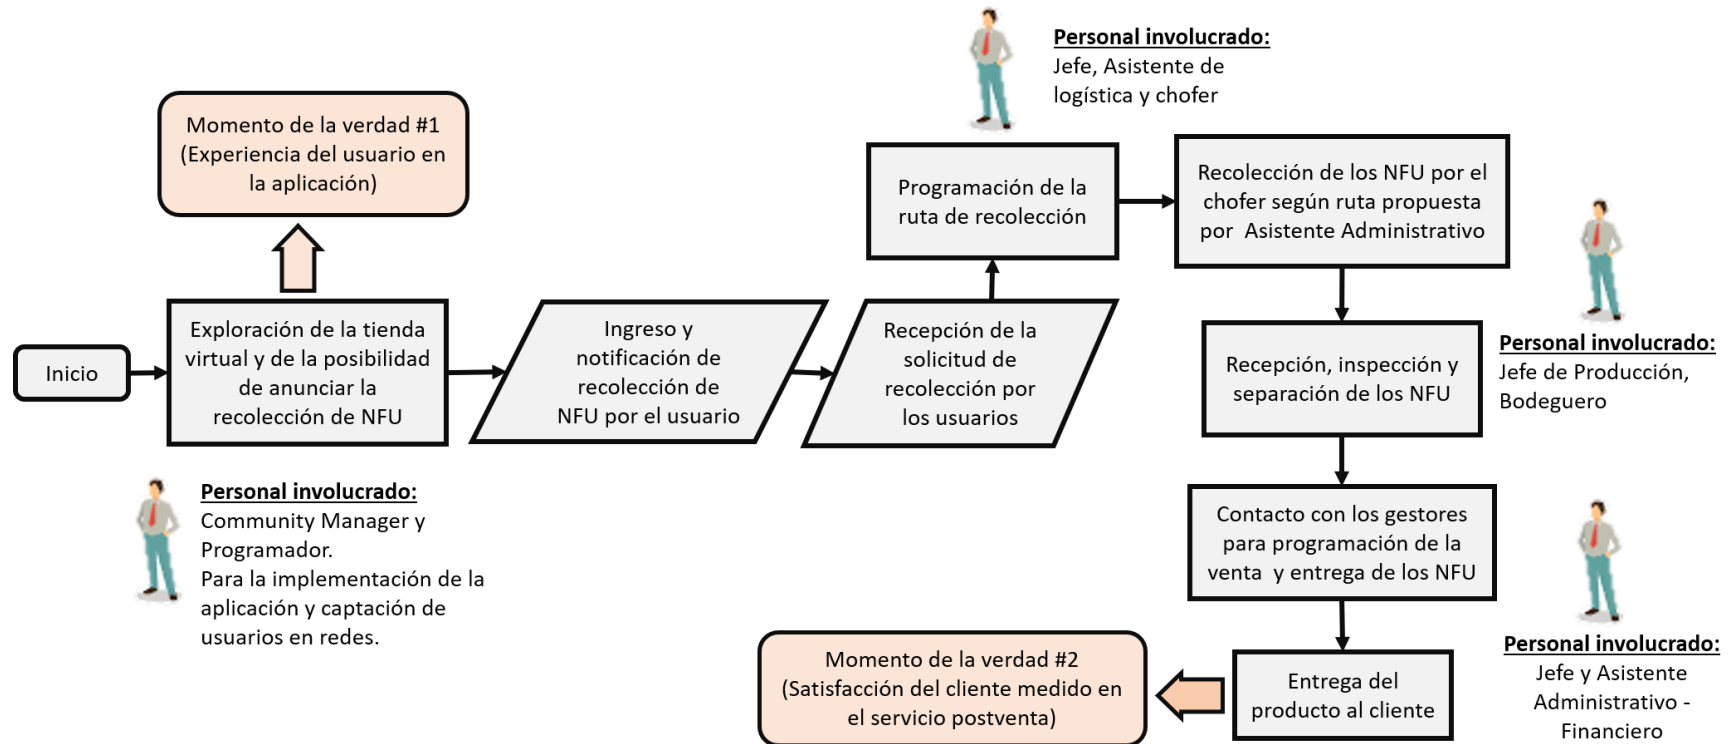 Inicio
Momento de la verdad #1
(Experiencia del usuario en
la aplicación)
Exploración de la tienda
virtual y de la posibilidad
de anunciar la
recolección de NFU
Personal involucrado:
Community Manager y
Programador.
Para la implementación de la
aplicación y captación de
usuarios en redes.
Ingreso y
notificación de
recolección de
NFU por el usuario
Recepción de la
solicitud de
recolección por
los usuarios
Personal involucrado:
Jefe, Asistente de
logística y chofer
Programación de la
ruta de recolección
Recolección de los NFU por el
chofer según ruta propuesta
por Asistente Administrativo
Recepción, inspección y
separación de los NFU
Personal involucrado:
Jefe de Producción,
Bodeguero
Contacto con los gestores
para programación de la
venta y entrega de los NFU
Personal involucrado:
Jefe y Asistente
Administrativo -
Financiero
Entrega del
producto al cliente
Momento de la verdad #2
(Satisfacción del cliente medido en
el servicio postventa)